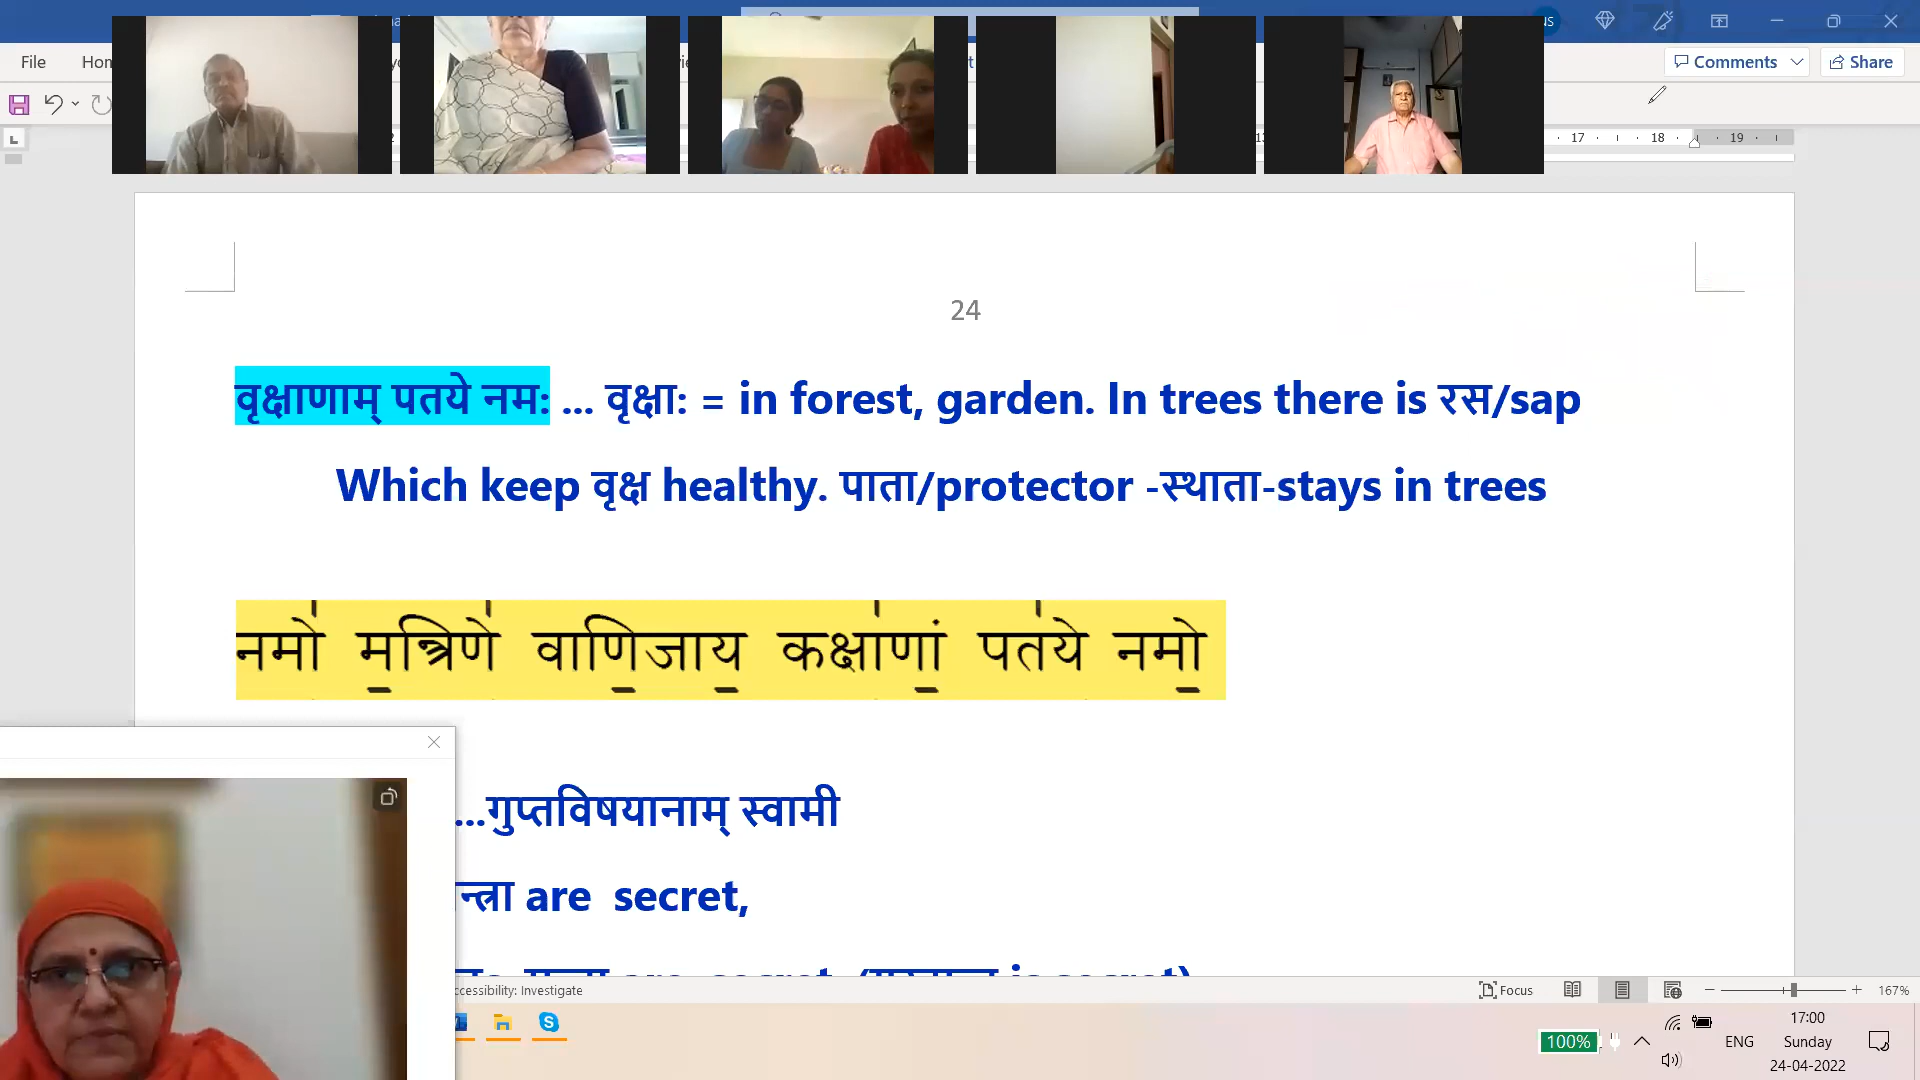 File
Comments
Share
17 18 19
24
वृक्षाणाम् पतये नम: ... वृक्षा: = in forest, garden. In trees there is रस/sap
Which keep वृक्ष healthy. पाता/protector -स्थाता-stays in trees
नमो॑ म॒न्त्रिणे॑ वाणि॒जाय॒ कक्षा॑णां॒ पत॑ये॒ नमो॒
...गुप्तविषयानाम् स्वामी
are secret,
ccessibility: Investigate
Focus
167%
100%
ENG
17:00
Sunday
24-04-2022